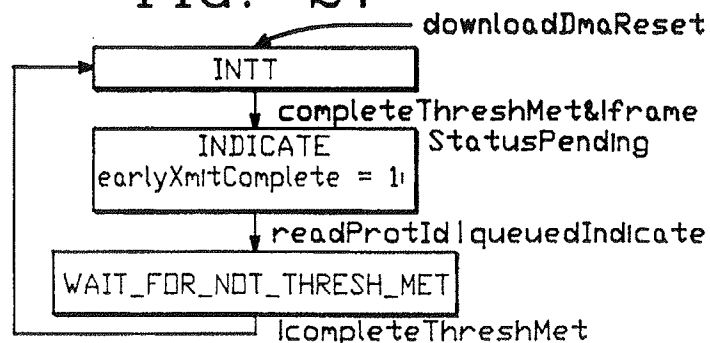 downloadDmaReset
INTT
completeThreshMet&Iframe
StatusPending
INDICATE
earlyXmitComplete = 1;
readProtId|queuedIndicate
WAIT_FOR_NOT_THRESH_MET
!completeThreshMet